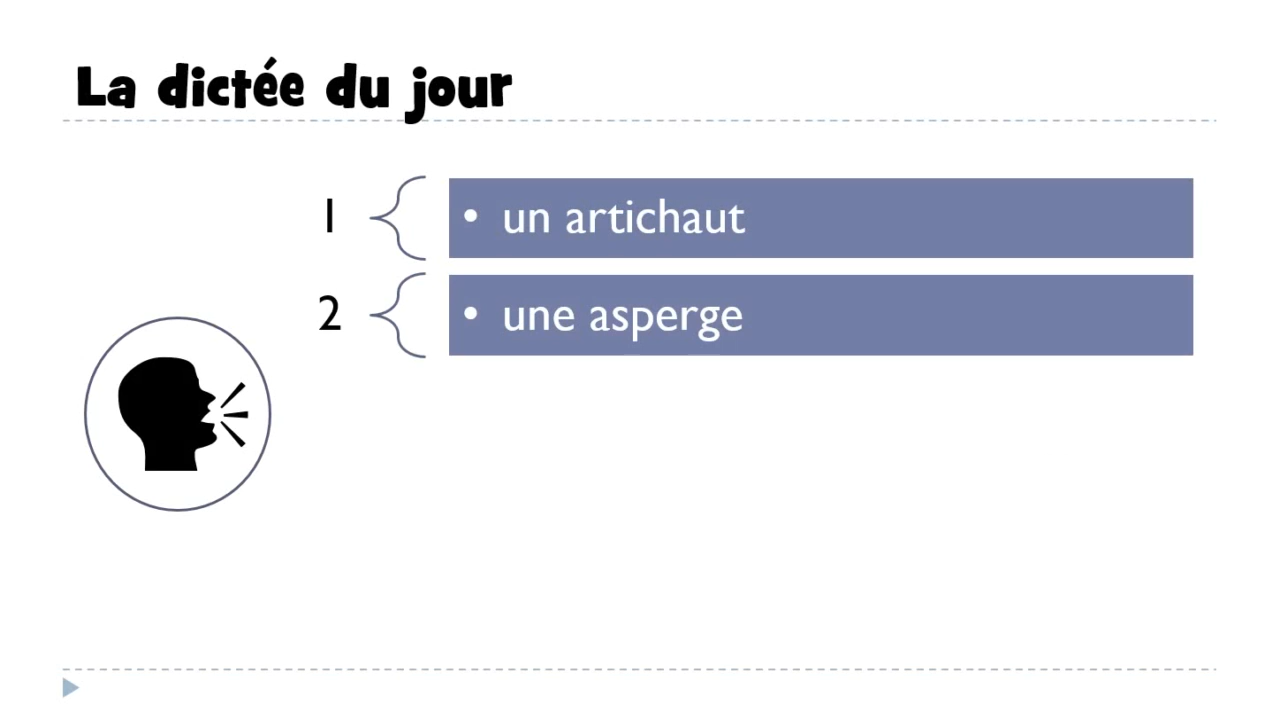 La dictée du jour
1
• un artichaut
2
• une asperge